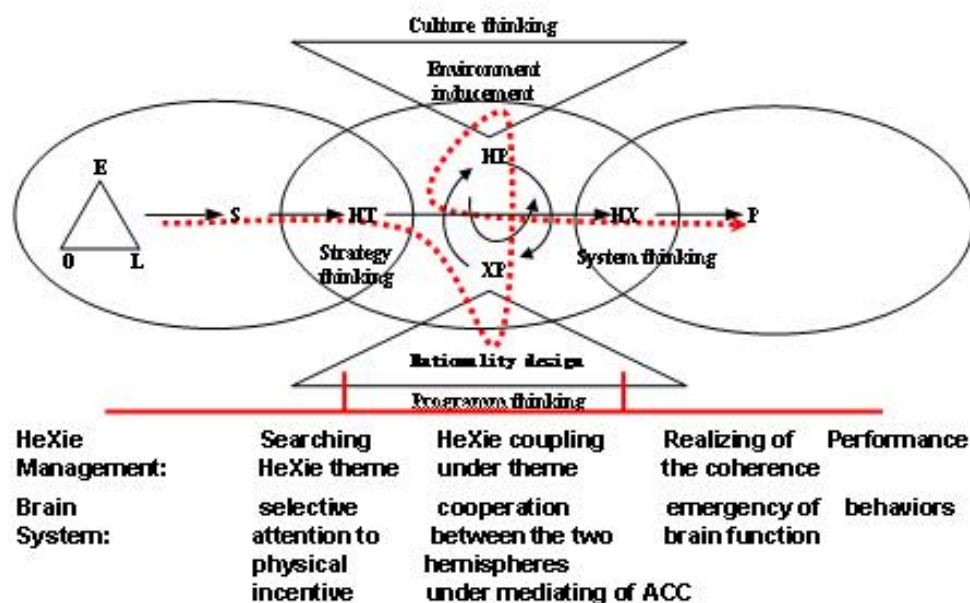 Culture thinking
Environment
inducement
HP
E
S
HT
HX
P
O
L
Strategy
thinking
System thinking
XP
Rationality design
Programm thinking
HeXie Searching HeXie coupling Realizing of Performance
Management: HeXie theme under theme the coherence
Brain selective cooperation emergency of behaviors
System: attention to between the two brain function
physical hemispheres
incentive under mediating of ACC